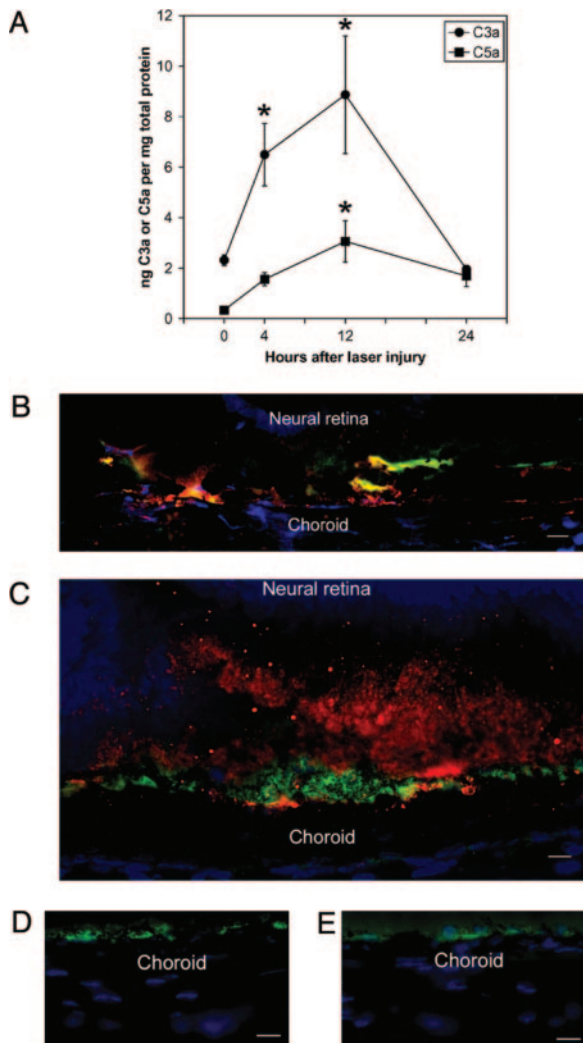 A
12
10
8
6
4
2
0
ng C3a or C5a per mg total protein
*
*
*
C3a
C5a
0
4
12
24
Hours after laser injury
B
Neural retina
Choroid
C
Neural retina
Choroid
D
Choroid
E
Choroid